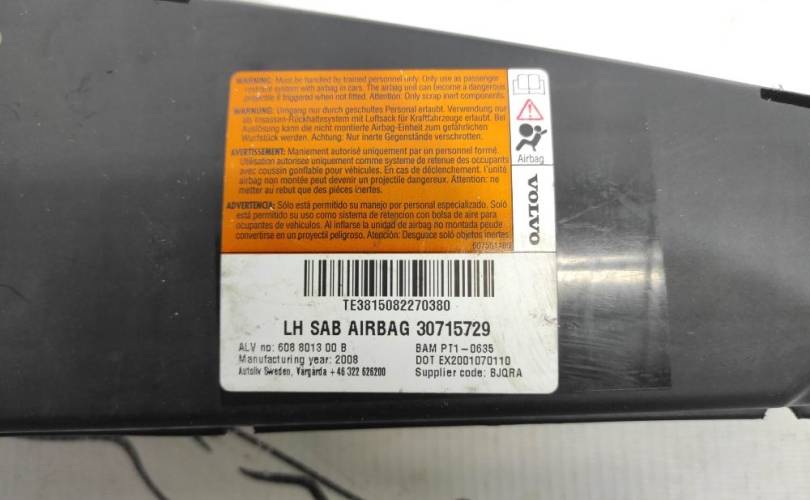 WARNING: Must be handled by trained personnel only. Only use as passenger
restraint system with airbag in cars. The airbag unit can become a dangerous
projectile if triggered when not fitted. Attention: Only scrap inert components.
WARNUNG: Umgang nur durch geschultes Personal erlaubt. Verwendung nur
als Insassen-Rückhaltesystem mit Luftsack für Kraftfahrzeuge erlaubt. Bei
Auslösung kann die nicht montierte Airbag-Einheit zum gefährlichen
Wurfstück werden. Achtung: Nur inerte Gegenstände verschrotten.
AVERTISSEMENT: Maniement autorisé uniquement par un personnel formé.
Utilisation autorisée uniquement comme système de retenue des occupants
avec coussin gonflable pour véhicules. En cas de déclenchement, l'unité
airbag non montée peut devenir un projectile dangereux. Attention: ne
metter au rebut que des pièces inertes.
ADVERTENCIA: Sólo está permitido su manejo por personal especializado. Soló
está permitido su uso como sistema de retencion con bolsa de aire para
ocupantes de vehiculos. Al inflarse la unidad de airbag no montada peude
convertirse en un proyectil peligroso. Atención: Desguace soló objetos inertes.
Airbag
VOLVO
TE3815082270380
LH SAB AIRBAG 30715729
ALV no: 608 8013 00 B
BAM PT1-0635
Manufacturing year: 2008
DOT EX2001070110
Autoliv Sweden, Vårgårda +46 322 626200
Supplier code: BJQRA